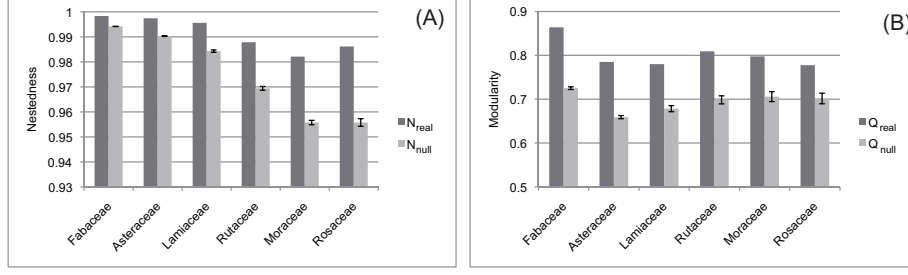 (A)
Nestedness
1
0.99
0.98
0.97
0.96
0.95
0.94
0.93
Fabaceae
Asteraceae
Lamiaceae
Rutaceae
Moraceae
Rosaceae
N real
N null
(B)
Modularity
0.9
0.8
0.7
0.6
0.5
Fabaceae
Asteraceae
Lamiaceae
Rutaceae
Moraceae
Rosaceae
Q real
Q null